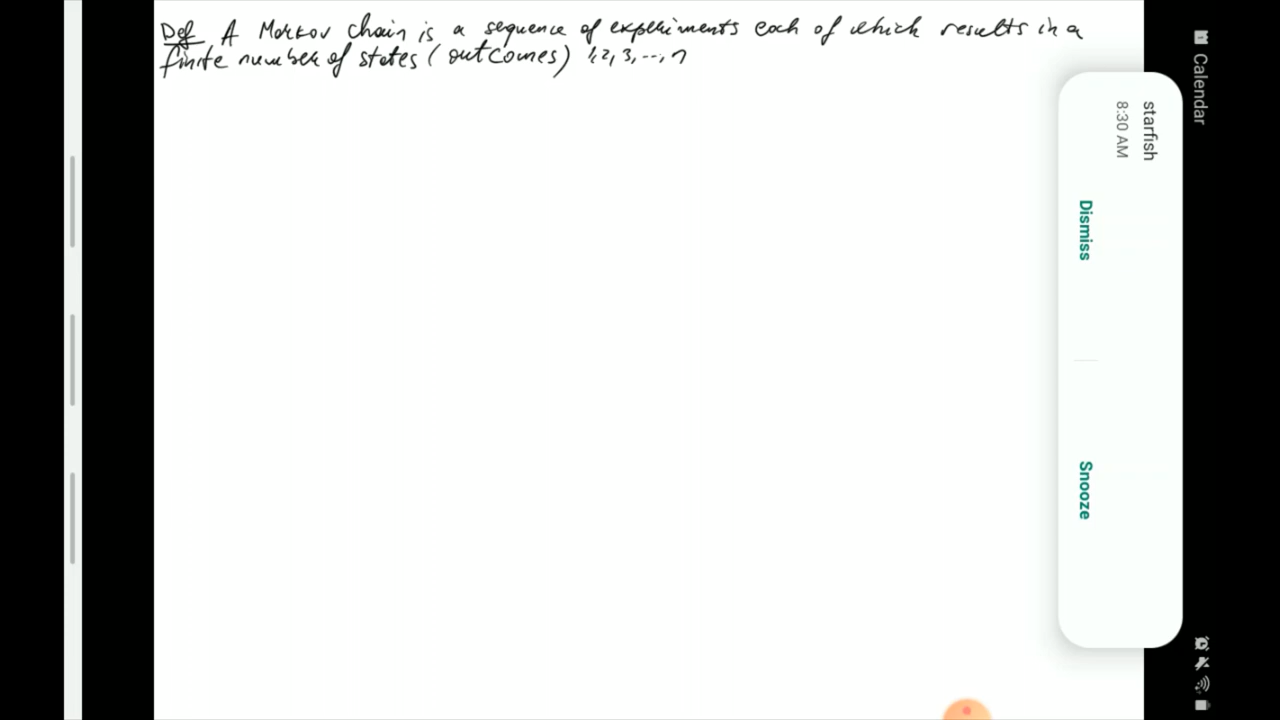 Def A Markov chain is a sequence of experiments each of which results in a
finite number of states (outcomes) 1,2,3,...,n
Calendar
starfish
8:30 AM
Dismiss
Snooze